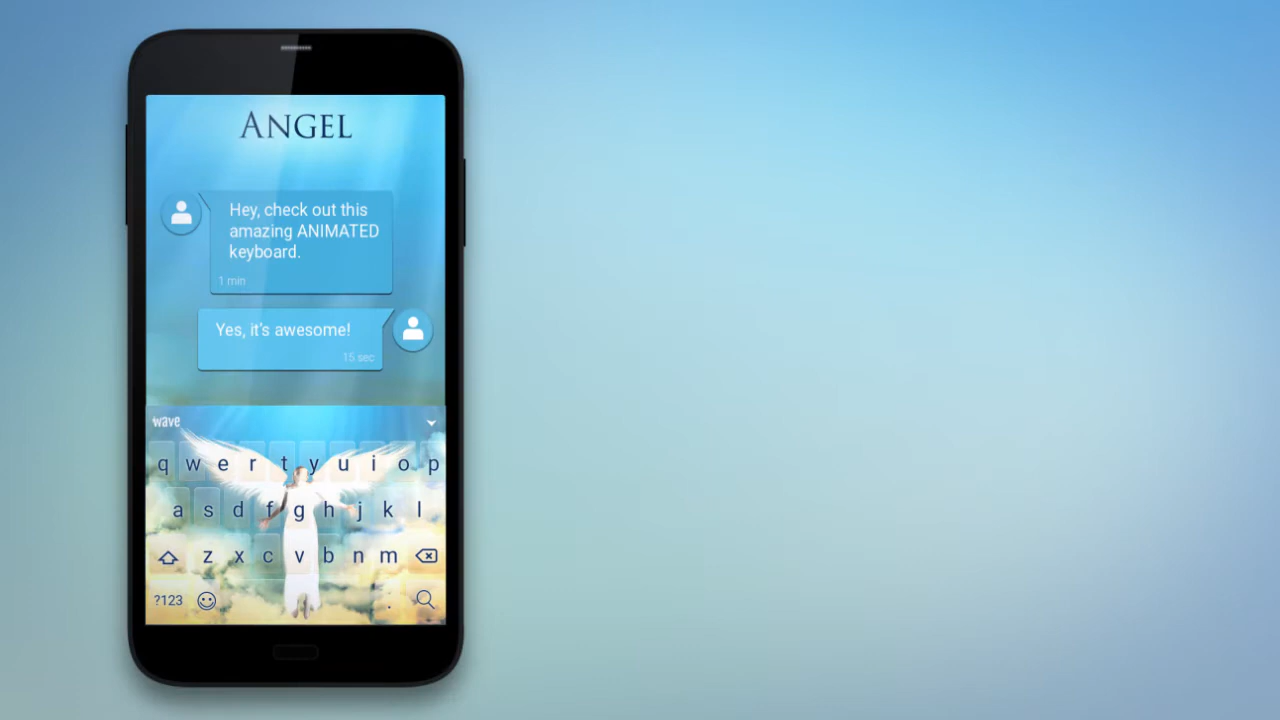 ANGEL
Hey, check out this
amazing ANIMATED
keyboard.
1 min
Yes, it's awesome!
15 sec
wave
q w e r t y u i o p
a s d f g h j k l
z x c v b n m
?123 .